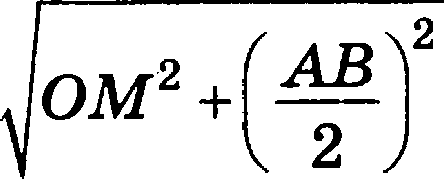 √(OM² + (AB/2)²)